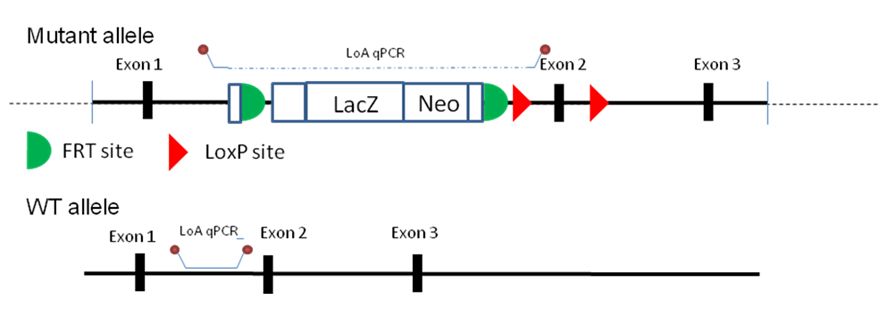 Mutant allele
LoA qPCR
Exon 1
Exon 2
Exon 3
LacZ
Neo
FRT site
LoxP site
WT allele
Exon 1
LoA qPCR
Exon 2
Exon 3